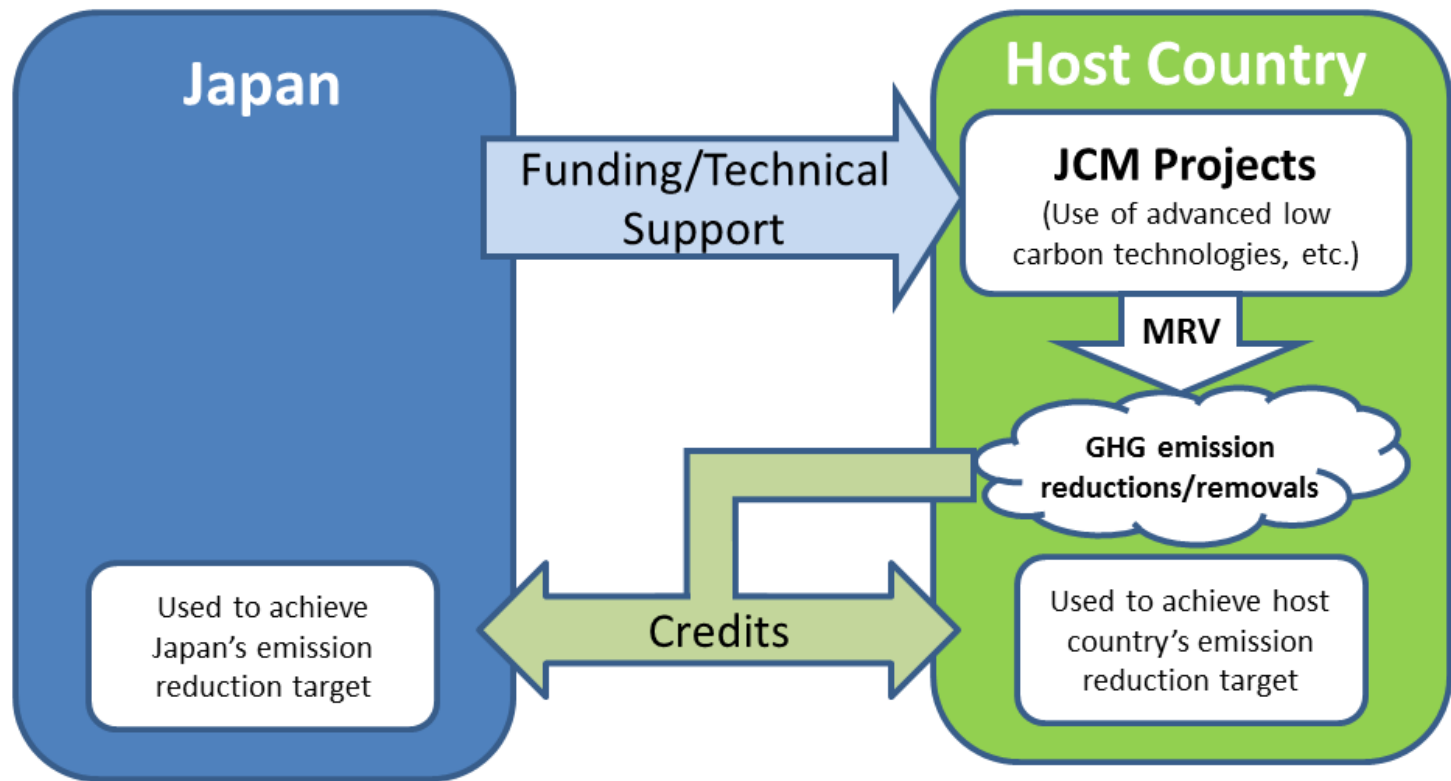 Japan
Host Country
Funding/Technical
Support
JCM Projects
(Use of advanced low
carbon technologies, etc.)
MRV
GHG emission
reductions/removals
Credits
Used to achieve
Japan’s emission
reduction target
Used to achieve host
country’s emission
reduction target